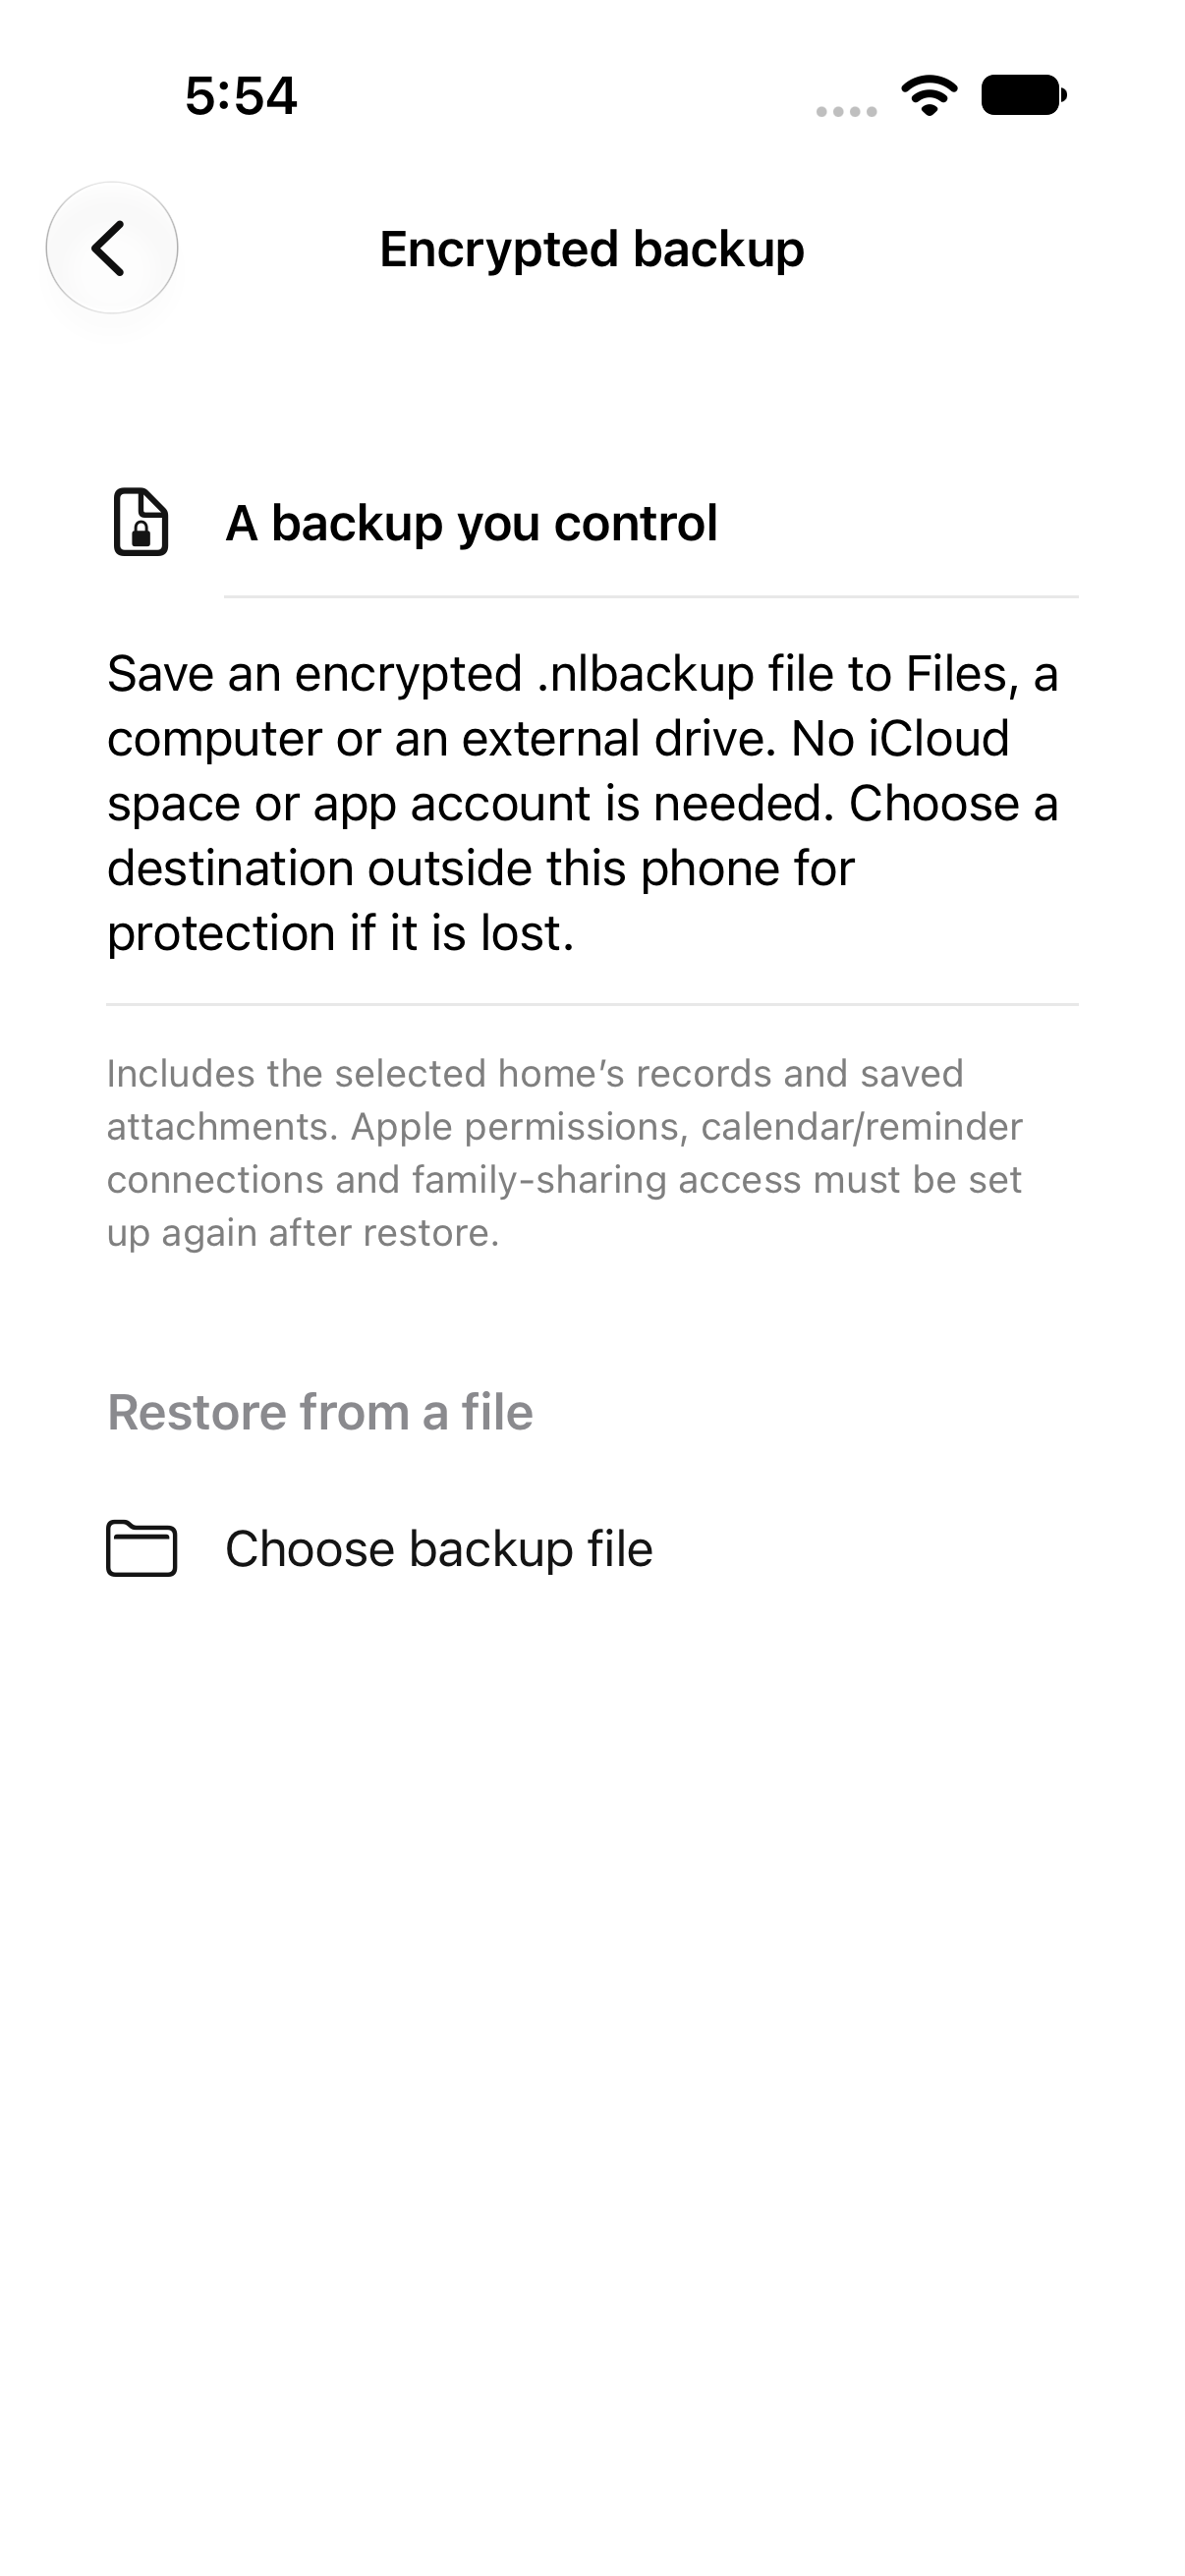 5:54
Encrypted backup
A backup you control
Save an encrypted .nlbackup file to Files, a
computer or an external drive. No iCloud
space or app account is needed. Choose a
destination outside this phone for
protection if it is lost.
Includes the selected home’s records and saved
attachments. Apple permissions, calendar/reminder
connections and family-sharing access must be set
up again after restore.
Restore from a file
Choose backup file